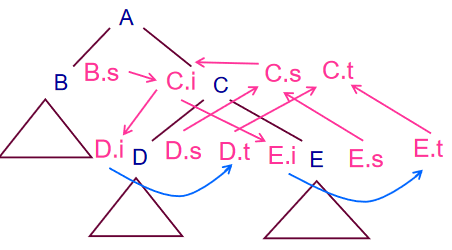 A
B B.s C.i C C.s C.t
D.i D D.s D.t E.i E E.s E.t